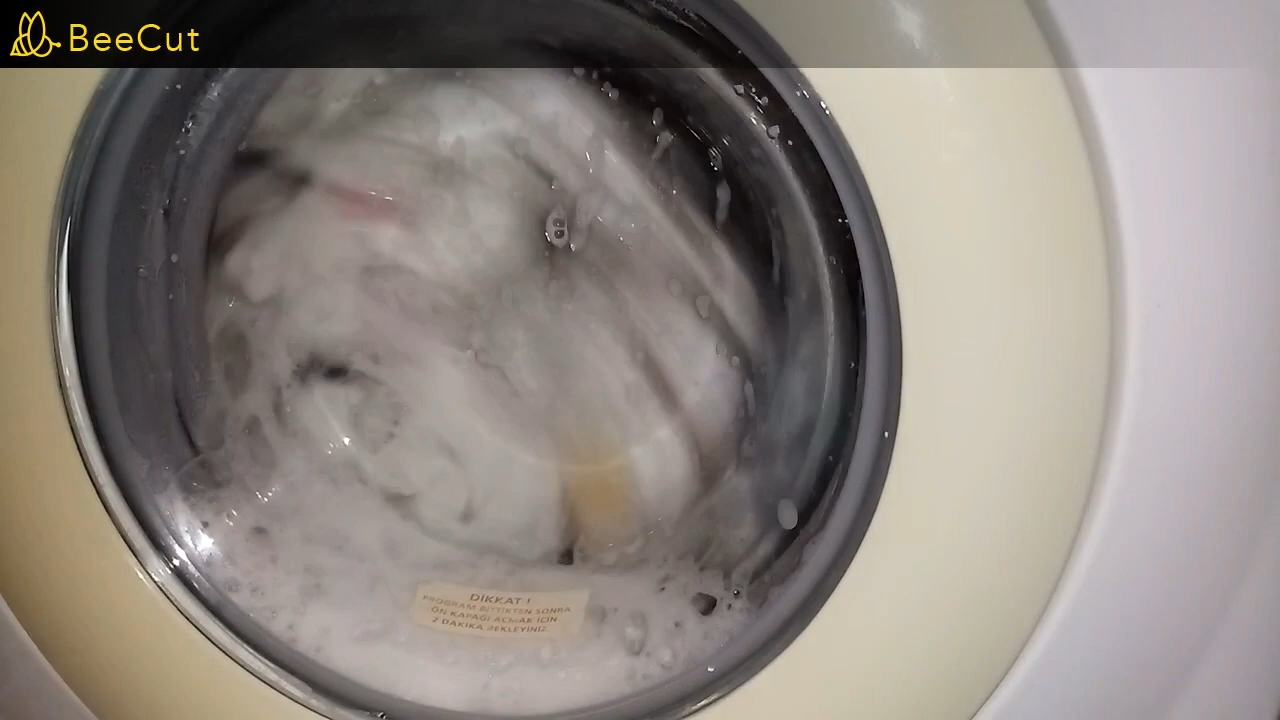 BeeCut
DİKKAT !
PROGRAM BİTTİKTEN SONRA
ÖN KAPAĞI AÇMAK İÇİN
2 DAKİKA BEKLEYİNİZ.